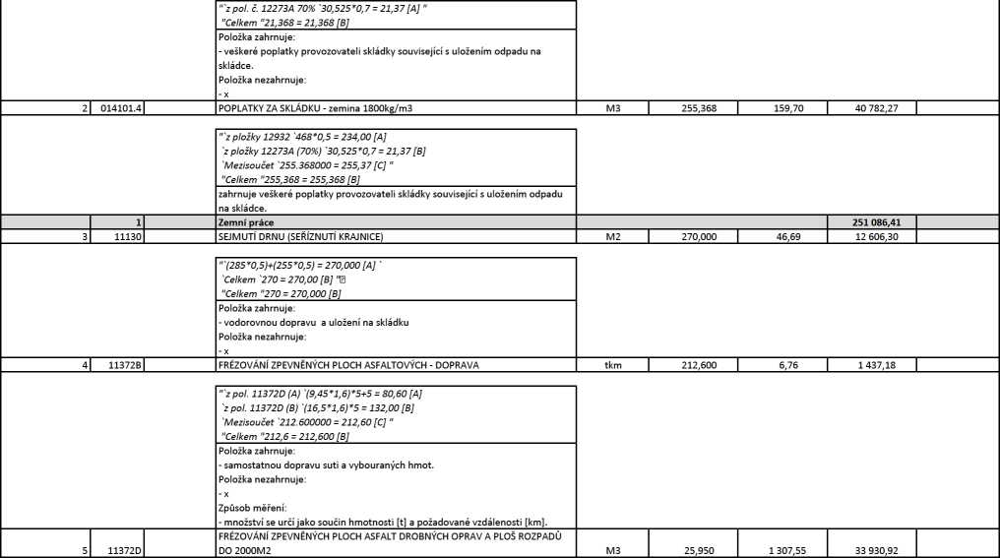 "`z pol. č. 12273A 70% `30,525*0,7 = 21,37 [A] "
"Celkem "21,368 = 21,368 [B]
Položka zahrnuje:
- veškeré poplatky provozovateli skládky související s uložením odpadu na
skládce.
Položka nezahrnuje:
- x
2 014101.4 POPLATKY ZA SKLÁDKU - zemina 1800kg/m3 M3 255,368 159,70 40 782,27
"`z pložky 12932 `468*0,5 = 234,00 [A]
`z pložky 12273A (70%) `30,525*0,7 = 21,37 [B]
`Mezisoučet `255.368000 = 255,37 [C] "
"Celkem "255,368 = 255,368 [B]
zahrnuje veškeré poplatky provozovateli skládky související s uložením odpadu
na skládce.
1 Zemní práce 251 086,41
3 11130 SEJMUTÍ DRNU (SEŘÍZNUTÍ KRAJNICE) M2 270,000 46,69 12 606,30
"`(285*0,5)+(255*0,5) = 270,000 [A] `
`Celkem `270 = 270,00 [B] "
"Celkem "270 = 270,000 [B]
Položka zahrnuje:
- vodorovnou dopravu a uložení na skládku
Položka nezahrnuje:
- x
4 11372B FRÉZOVÁNÍ ZPEVNĚNÝCH PLOCH ASFALTOVÝCH - DOPRAVA tkm 212,600 6,76 1 437,18
"`z pol. 11372D (A) `(9,45*1,6)*5+5 = 80,60 [A]
`z pol. 11372D (B) `(16,5*1,6)*5 = 132,00 [B]
`Mezisoučet `212.600000 = 212,60 [C] "
"Celkem "212,6 = 212,600 [B]
Položka zahrnuje:
- samostatnou dopravu suti a vybouraných hmot.
Položka nezahrnuje:
- x
Způsob měření:
- množství se určí jako součin hmotnosti [t] a požadované vzdálenosti [km].
FRÉZOVÁNÍ ZPEVNĚNÝCH PLOCH ASFALT DROBNÝCH OPRAV A PLOŠ ROZPADŮ
5 11372D DO 2000M2 M3 25,950 1 307,55 33 930,92